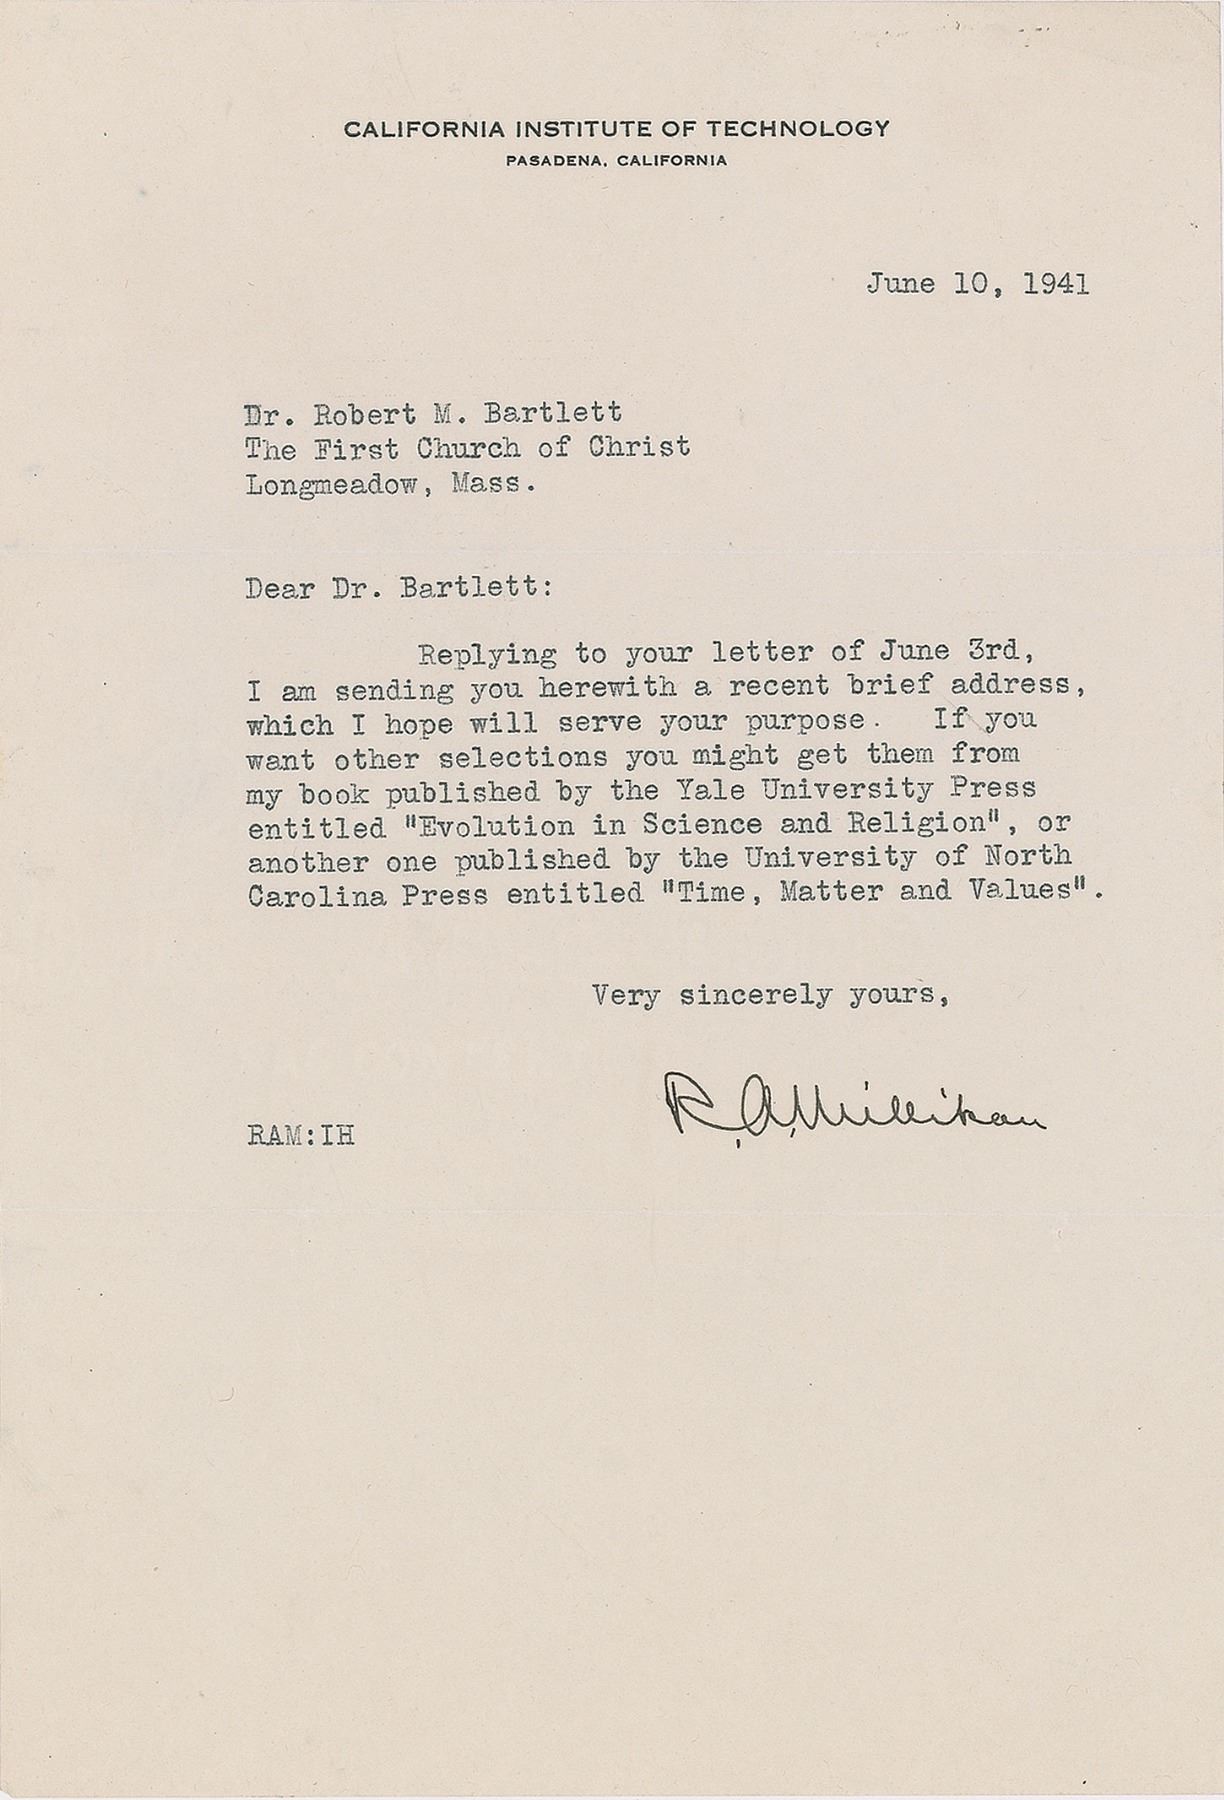 CALIFORNIA INSTITUTE OF TECHNOLOGY
PASADENA, CALIFORNIA
June 10, 1941
Dr. Robert M. Bartlett
The First Church of Christ
Longmeadow, Mass.
Dear Dr. Bartlett:
Replying to your letter of June 3rd,
I am sending you herewith a recent brief address,
which I hope will serve your purpose. If you
want other selections you might get them from
my book published by the Yale University Press
entitled "Evolution in Science and Religion", or
another one published by the University of North
Carolina Press entitled "Time, Matter and Values".
Very sincerely yours,
R. A. Millikan
RAM:IH